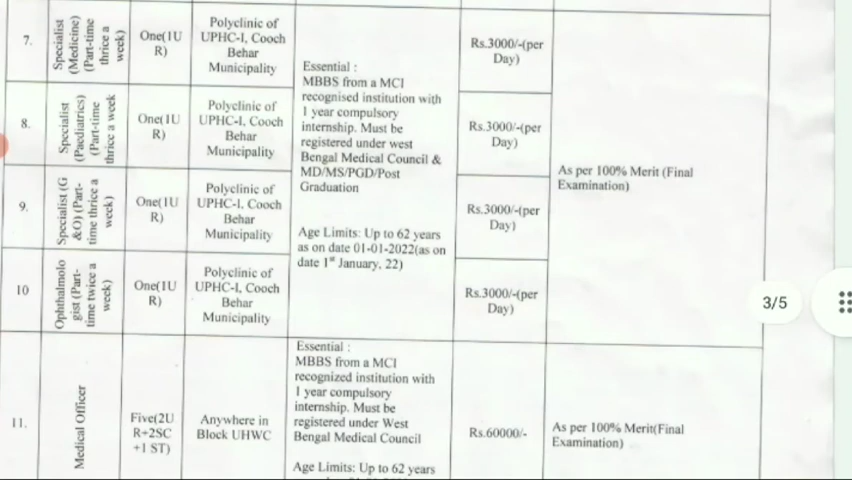 7.
Specialist
(Medicine)
(Part-time
thrice a
week)
One(1U
R)
Polyclinic of
UPHC-I, Cooch
Behar
Municipality
Rs.3000/-(per
Day)
8.
Specialist
(Paediatrics)
(Part-time
thrice a week
One(1U
R)
Polyclinic of
UPHC-I, Cooch
Behar
Municipality
Rs.3000/-(per
Day)
9.
Specialist (G
&O) (Part-
time thrice a
week)
One(1U
R)
Polyclinic of
UPHC-I, Cooch
Behar
Municipality
Rs.3000/-(per
Day)
10
Ophthalmolo
gist (Part-
time twice a
week)
One(1U
R)
Polyclinic of
UPHC-I, Cooch
Behar
Municipality
Rs.3000/-(per
Day)
Essential :
MBBS from a MCI
recognised institution with
1 year compulsory
internship. Must be
registered under west
Bengal Medical Council &
MD/MS/PGD/Post
Graduation
Age Limits: Up to 62 years
as on date 01-01-2022(as on
date 1st January, 22)
As per 100% Merit (Final
Examination)
3/5
11.
Medical Officer
Five(2U
R+2SC
+1 ST)
Anywhere in
Block UHWC
Essential :
MBBS from a MCI
recognized institution with
1 year compulsory
internship. Must be
registered under West
Bengal Medical Council
Age Limits: Up to 62 years
Rs.60000/-
As per 100% Merit(Final
Examination)